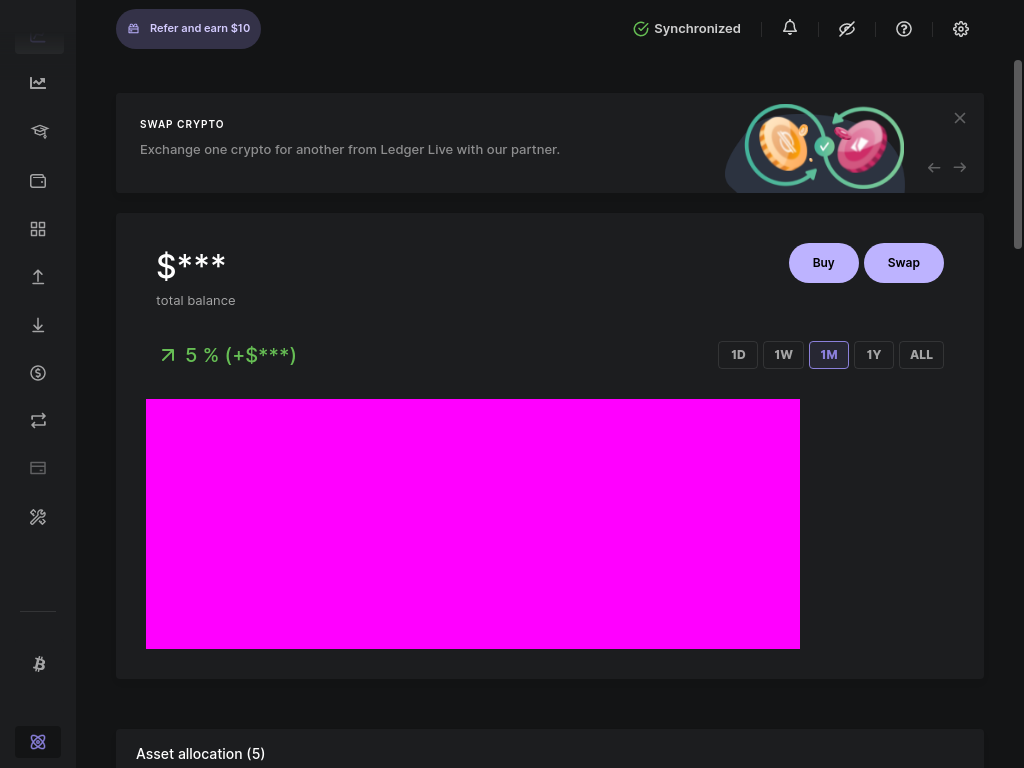 Refer and earn $10
Synchronized
SWAP CRYPTO
Exchange one crypto for another from Ledger Live with our partner.
$***
Buy
Swap
total balance
5 % (+$***)
1D
1W
1M
1Y
ALL
Asset allocation (5)